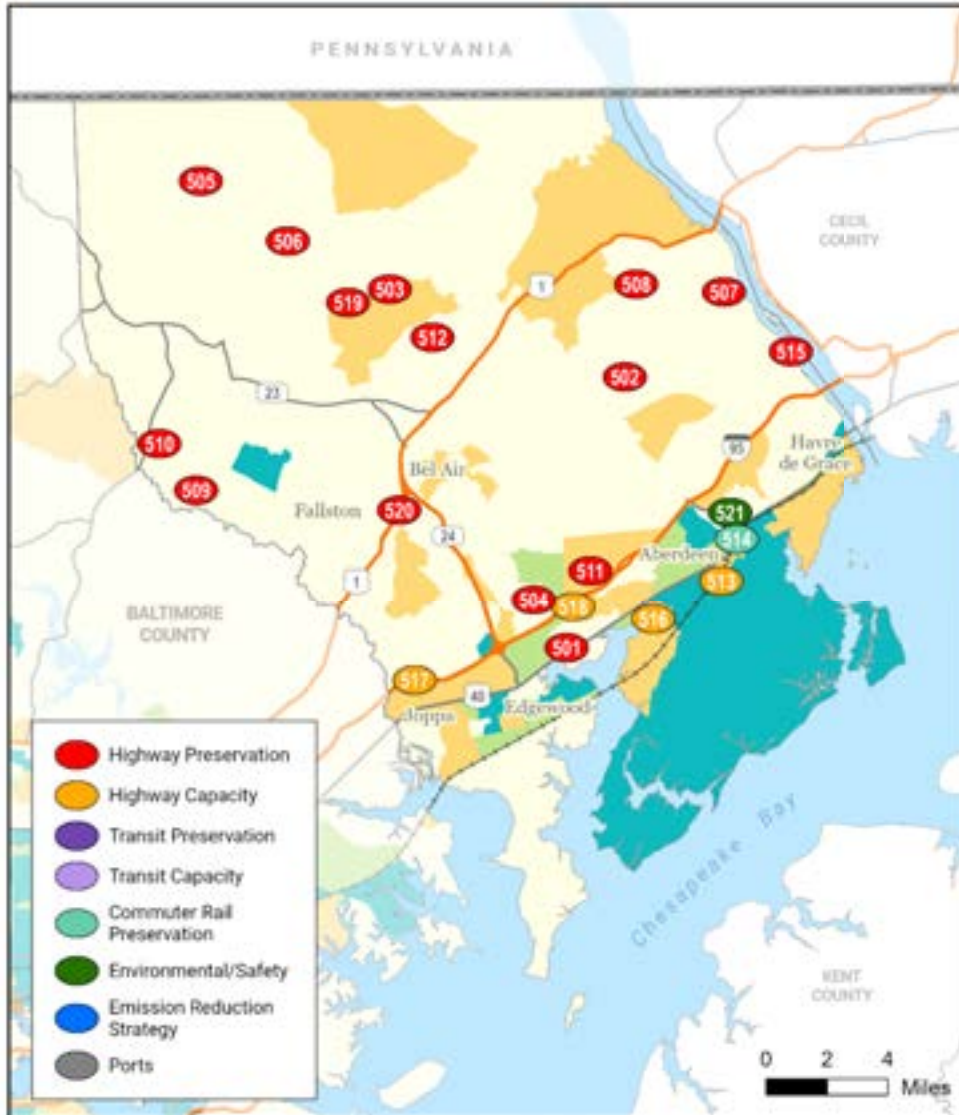 PENNSYLVANIA
505
CECIL
COUNTY
506
503
508
507
1
519
512
515
502
23
510
95
Havre
de Grace
Bel Air
509
Fallston
520
521
24
514
Aberdeen
511
513
1
504
518
516
BALTIMORE
COUNTY
501
517
40
Edgewood
Joppa
Highway Preservation
Highway Capacity
Transit Preservation
Transit Capacity
Commuter Rail
Preservation
Environmental/Safety
Emission Reduction
Strategy
Ports
Chesapeake Bay
KENT
COUNTY
0 2 4
Miles